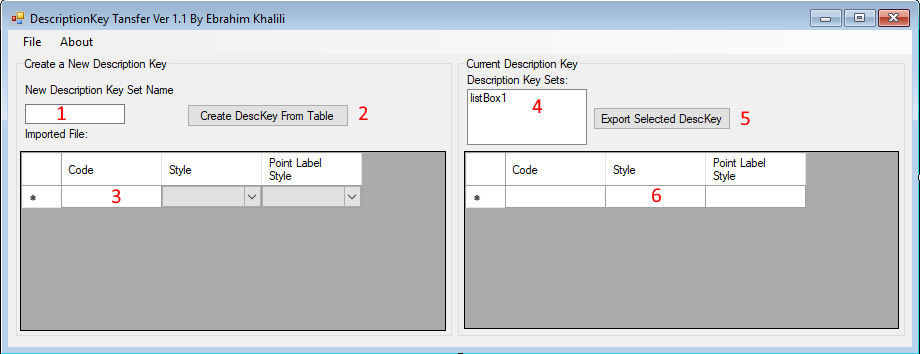 DescriptionKey Tansfer Ver 1.1 By Ebrahim Khalili
File About
Create a New Description Key
New Description Key Set Name
1
Create DescKey From Table 2
Imported File:
Code Style Point Label Style
* 3
Current Description Key
Description Key Sets:
listBox1
4
Export Selected DescKey 5
Code Style Point Label Style
* 6